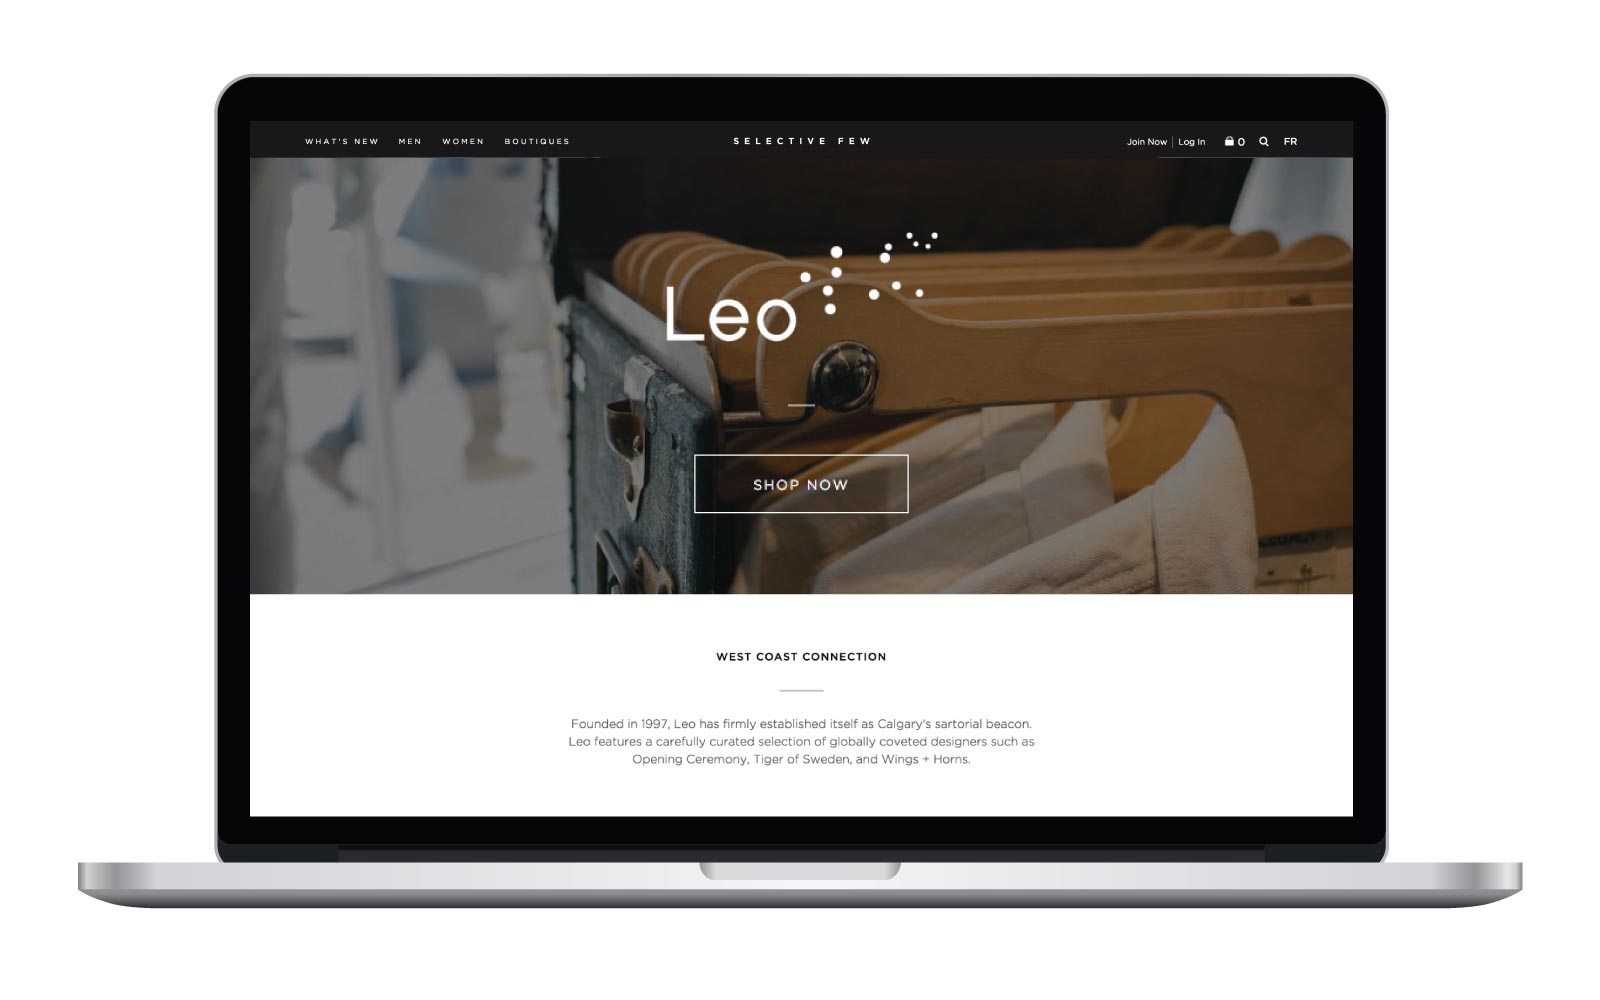 WHAT'S NEW MEN WOMEN BOUTIQUES SELECTIVE FEW Join Now | Log In 0 FR
Leo
SHOP NOW
LEGACY
WEST COAST CONNECTION
Founded in 1997, Leo has firmly established itself as Calgary's sartorial beacon.
Leo features a carefully curated selection of globally coveted designers such as
Opening Ceremony, Tiger of Sweden, and Wings + Horns.